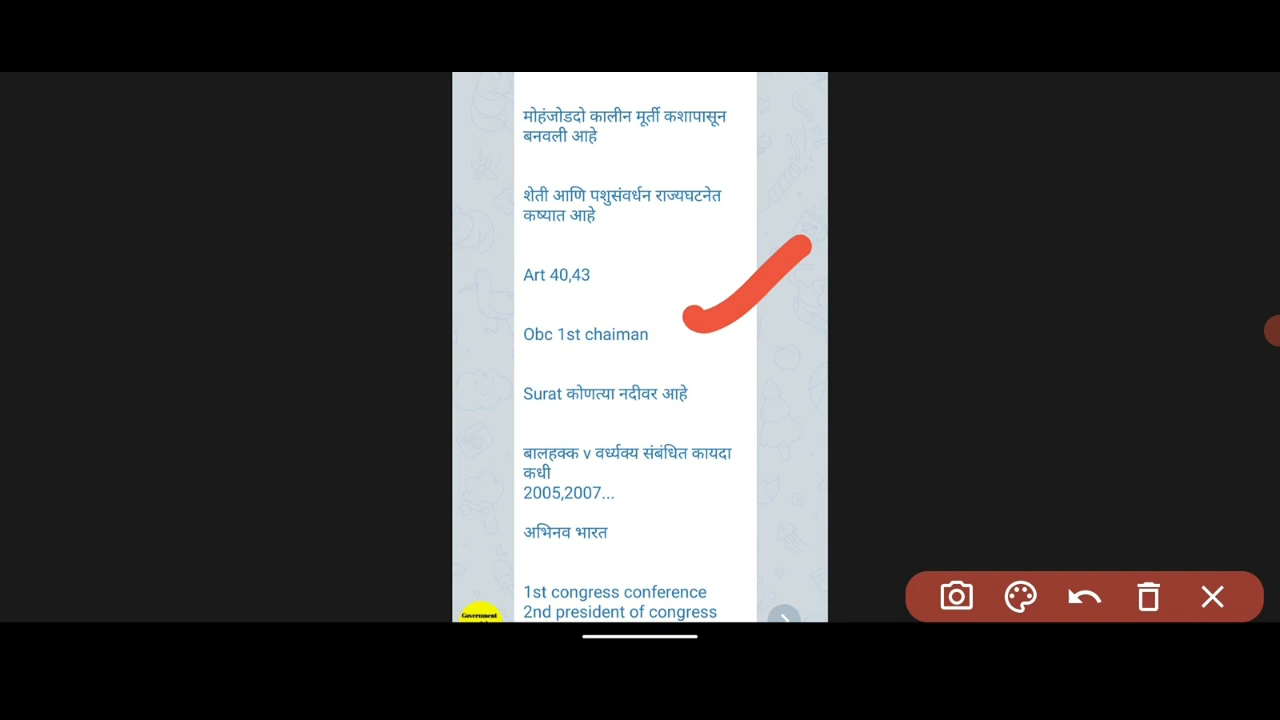 मोहंजोडदो कालीन मूर्ती कशापासून
बनवली आहे
शेती आणि पशुसंवर्धन राज्यघटनेत
कष्यात आहे
Art 40,43
Obc 1st chaiman
Surat कोणत्या नदीवर आहे
बालहक्क v वर्ध्यक्य संबंधित कायदा
कधी
2005,2007...
अभिनव भारत
1st congress conference
2nd president of congress
Government